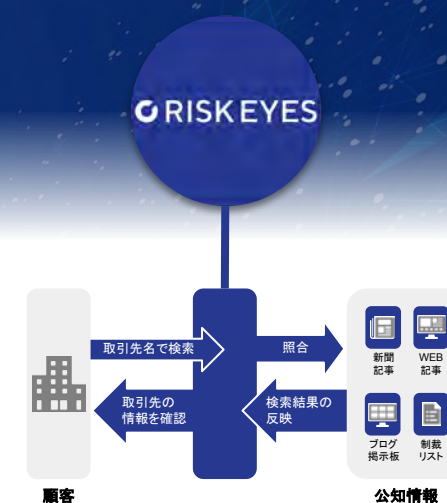 RISK EYES
取引先名で検索
照合
取引先の
情報を確認
検索結果の
反映
新聞
記事
WEB
記事
ブログ
掲示板
制裁
リスト
顧客
公知情報